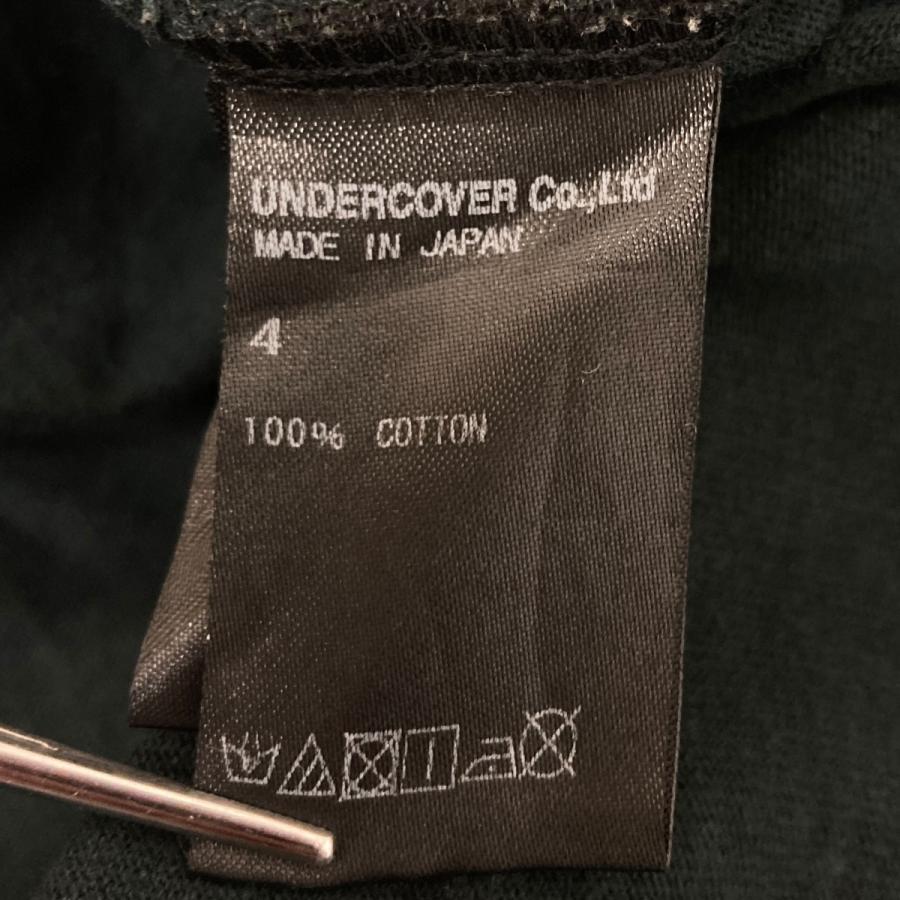 UNDERCOVER Co.,Ltd
MADE IN JAPAN
4
100% COTTON